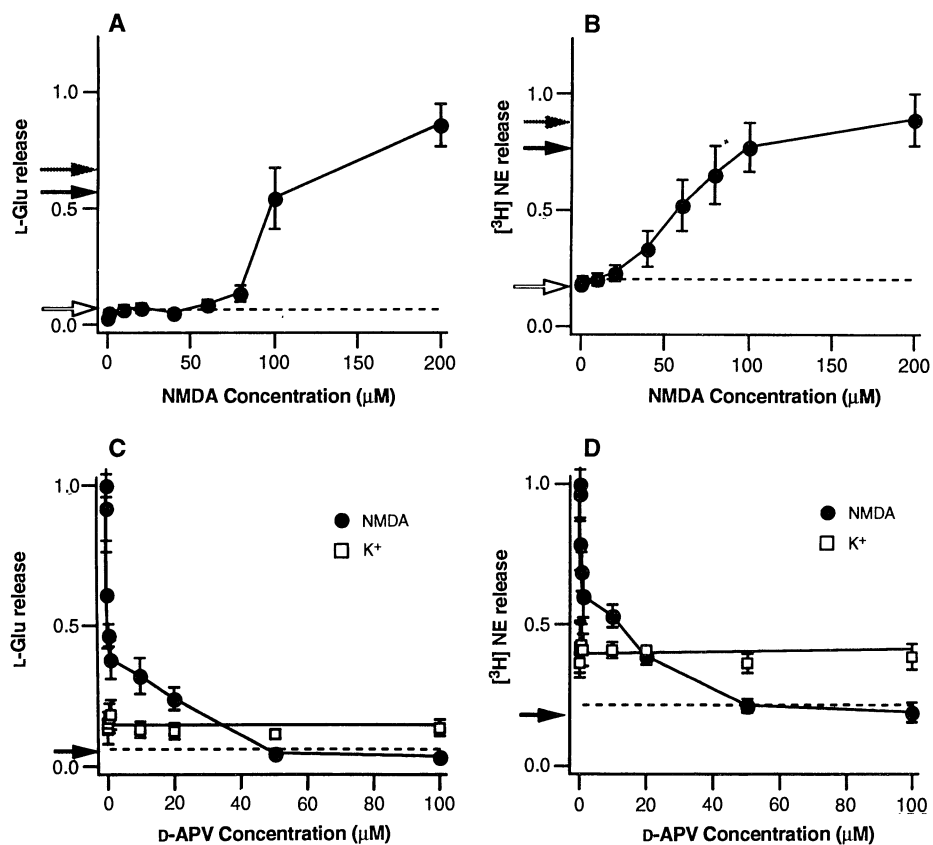 A
1.0
0.5
0.0
L-Glu release
0 50 100 150 200
NMDA Concentration (μM)
B
1.0
0.5
0.0
[³H] NE release
0 50 100 150 200
NMDA Concentration (μM)
C
1.0
0.5
0.0
L-Glu release
NMDA
K⁺
0 20 40 60 80 100
D-APV Concentration (μM)
D
1.0
0.5
0.0
[³H] NE release
NMDA
K⁺
0 20 40 60 80 100
D-APV Concentration (μM)